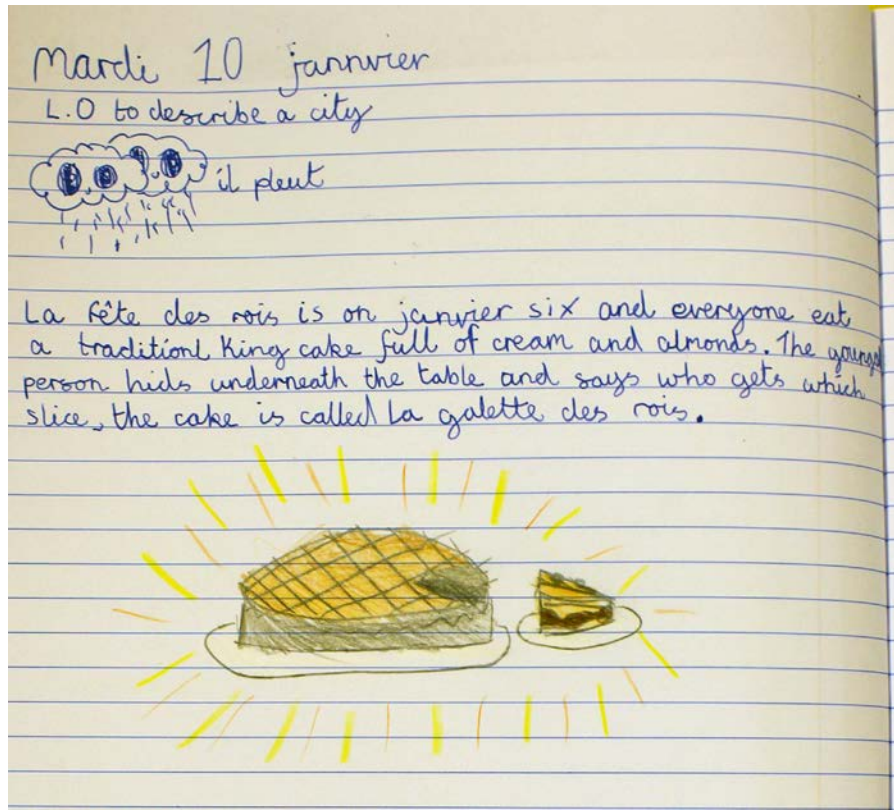 Mardi 10 jannvier
L.O to describe a city
il pleut
La fête des rois is on janvier six and everyone eat
a traditionl King cake full of cream and almonds. The youngest
person hids underneath the table and says who gets which
slice, the cake is called La galette des rois.